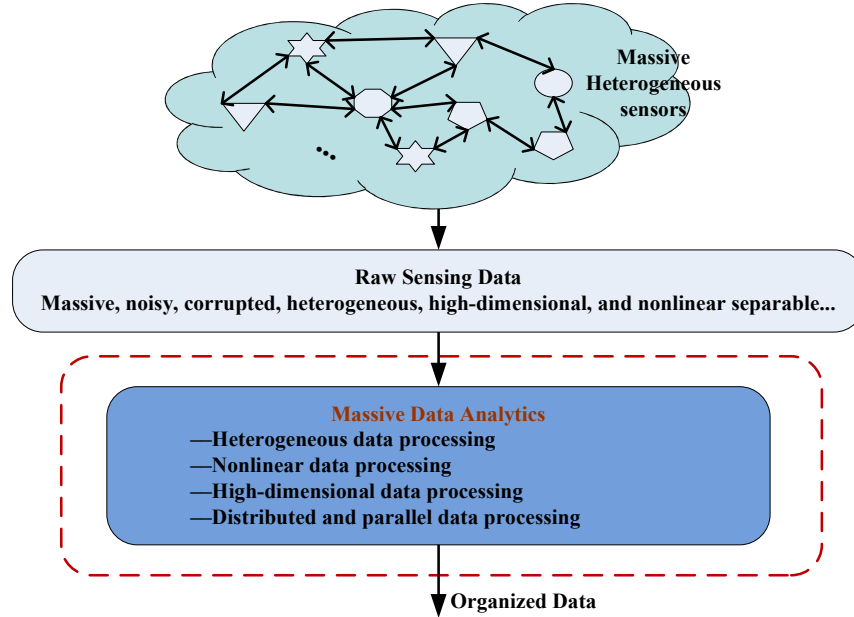 Massive
Heterogeneous
sensors
Raw Sensing Data
Massive, noisy, corrupted, heterogeneous, high-dimensional, and nonlinear separable...
Massive Data Analytics
—Heterogeneous data processing
—Nonlinear data processing
—High-dimensional data processing
—Distributed and parallel data processing
Organized Data